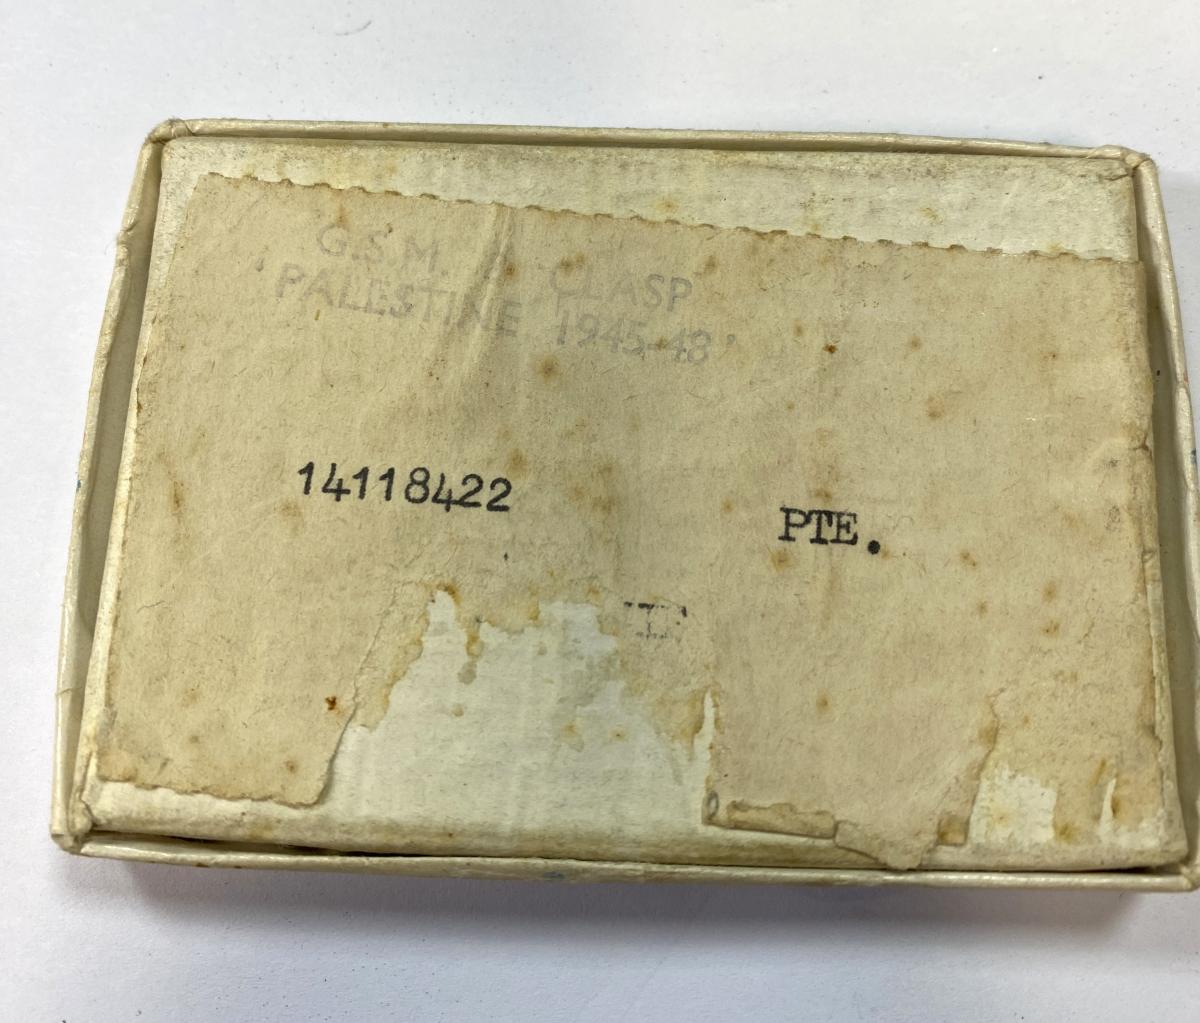 G.S.M. & CLASP
'PALESTINE 1945-48'
14118422 PTE.